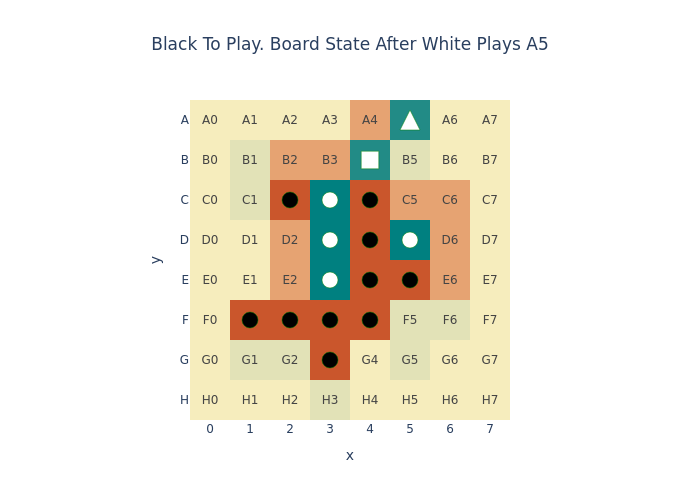 Black To Play. Board State After White Plays A5
A A0 A1 A2 A3 A4 A6 A7
B B0 B1 B2 B3 B5 B6 B7
C C0 C1 C5 C6 C7
y
D D0 D1 D2 D6 D7
E E0 E1 E2 E6 E7
F F0 F5 F6 F7
G G0 G1 G2 G4 G5 G6 G7
H H0 H1 H2 H3 H4 H5 H6 H7
0 1 2 3 4 5 6 7
x